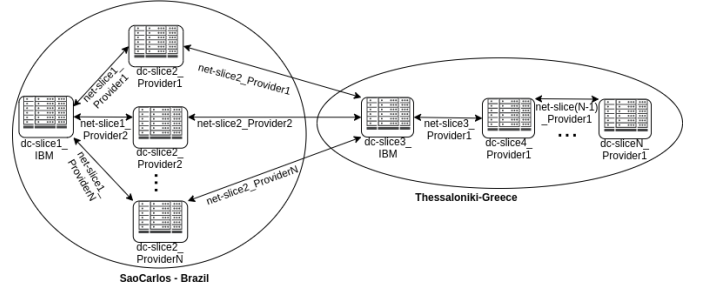 dc-slice2_
Provider1
net-slice1_
Provider1
net-slice2_Provider1
dc-slice1_
IBM
net-slice1_
Provider2
dc-slice2_
Provider2
net-slice2_Provider2
net-slice1_
ProviderN
...
dc-slice2_
ProviderN
net-slice2_ProviderN
SaoCarlos - Brazil
dc-slice3_
IBM
net-slice3_
Provider1
dc-slice4_
Provider1
net-slice(N-1)
_Provider1
...
dc-sliceN_
Provider1
Thessaloniki-Greece